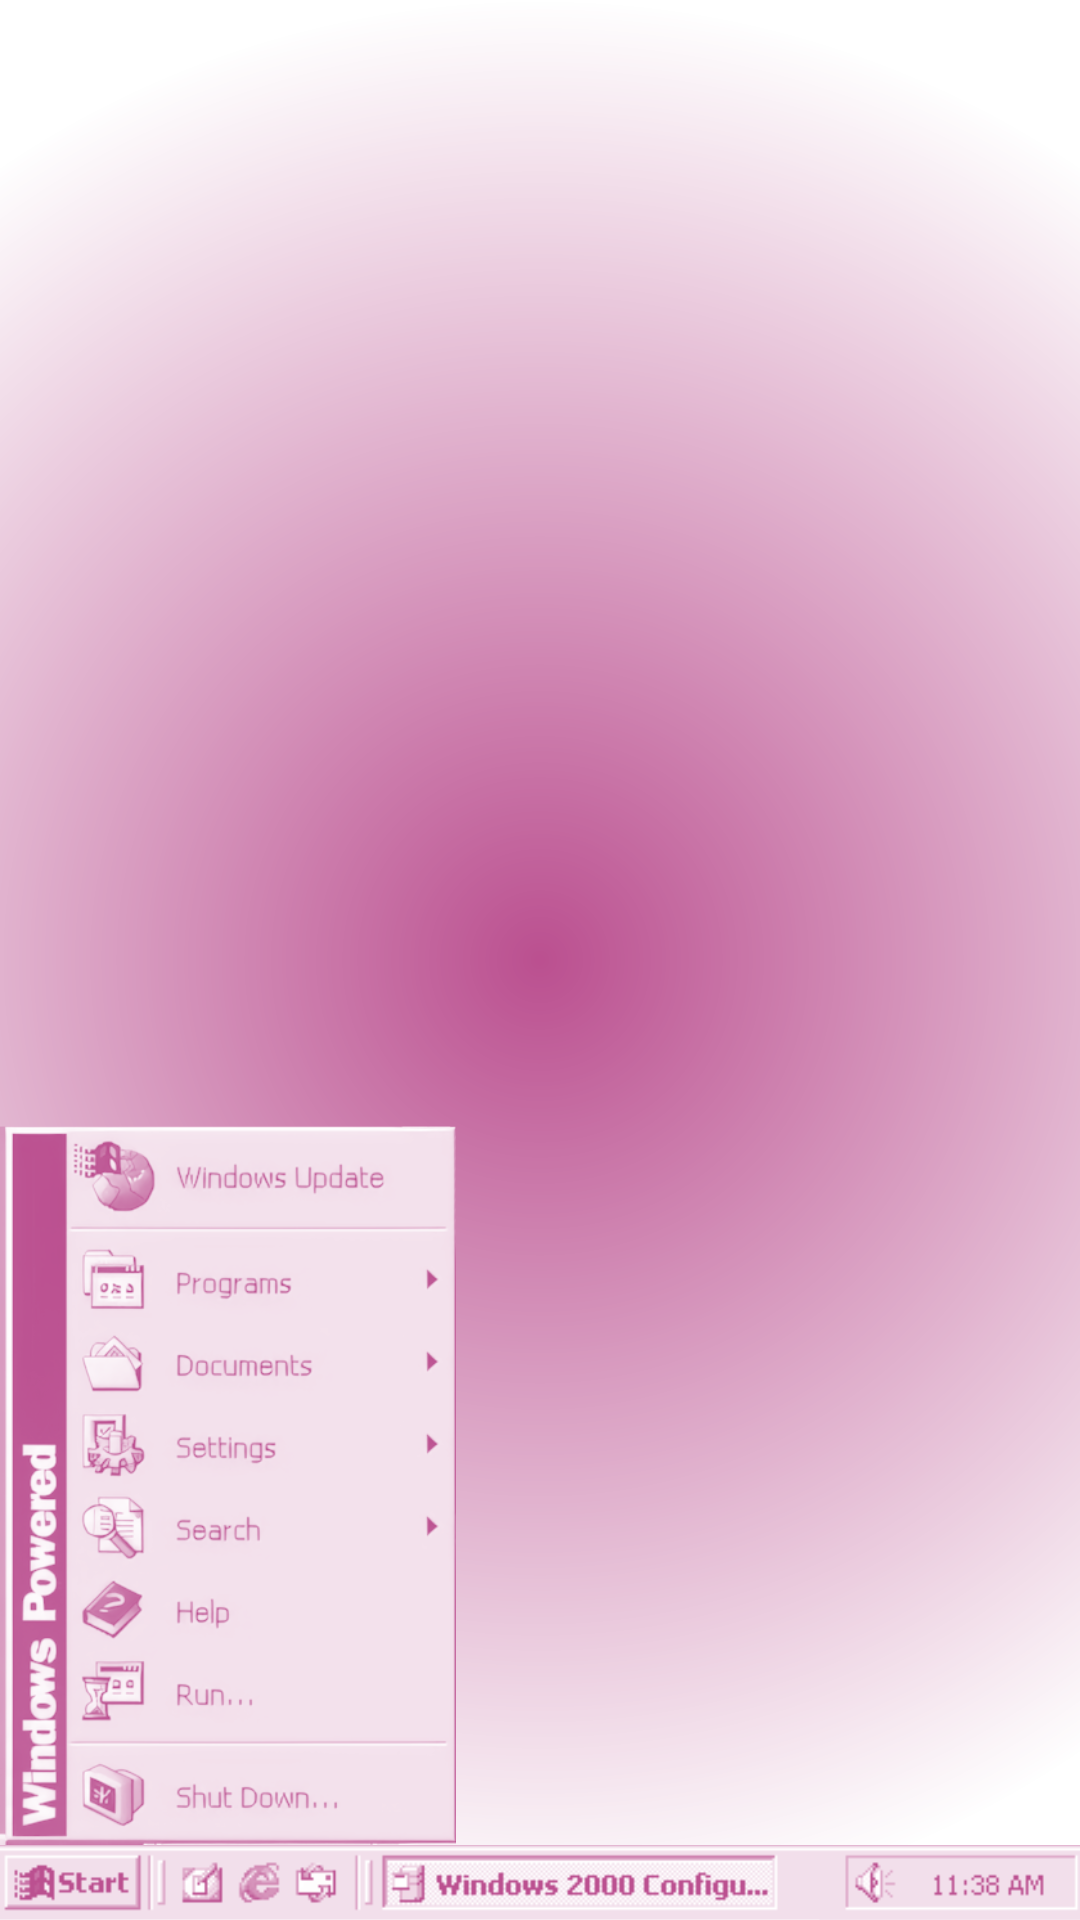 Windows Powered
Windows Update
Programs
Documents
Settings
Search
Help
Run...
Shut Down...
Start
Windows 2000 Configu...
11:38 AM